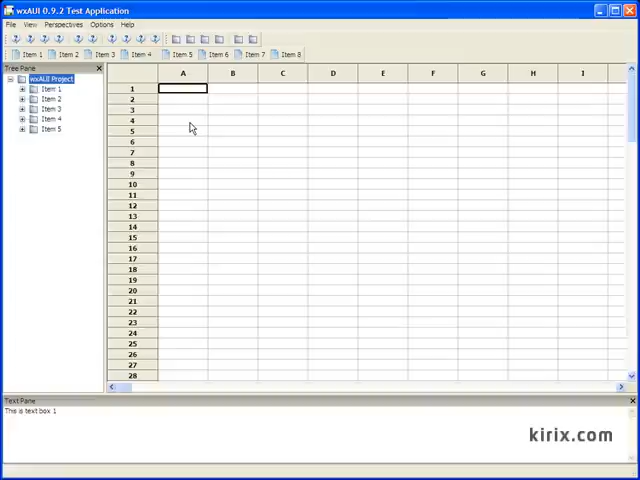 wxAUI 0.9.2 Test Application
File View Perspectives Options Help
Item 1 Item 2 Item 3 Item 4 Item 5 Item 6 Item 7 Item 8
Tree Pane
wxAUI Project
Item 1
Item 2
Item 3
Item 4
Item 5
A B C D E F G H I
1
2
3
4
5
6
7
8
9
10
11
12
13
14
15
16
17
18
19
20
21
22
23
24
25
26
27
28
Text Pane
This is text box 1
kirix.com